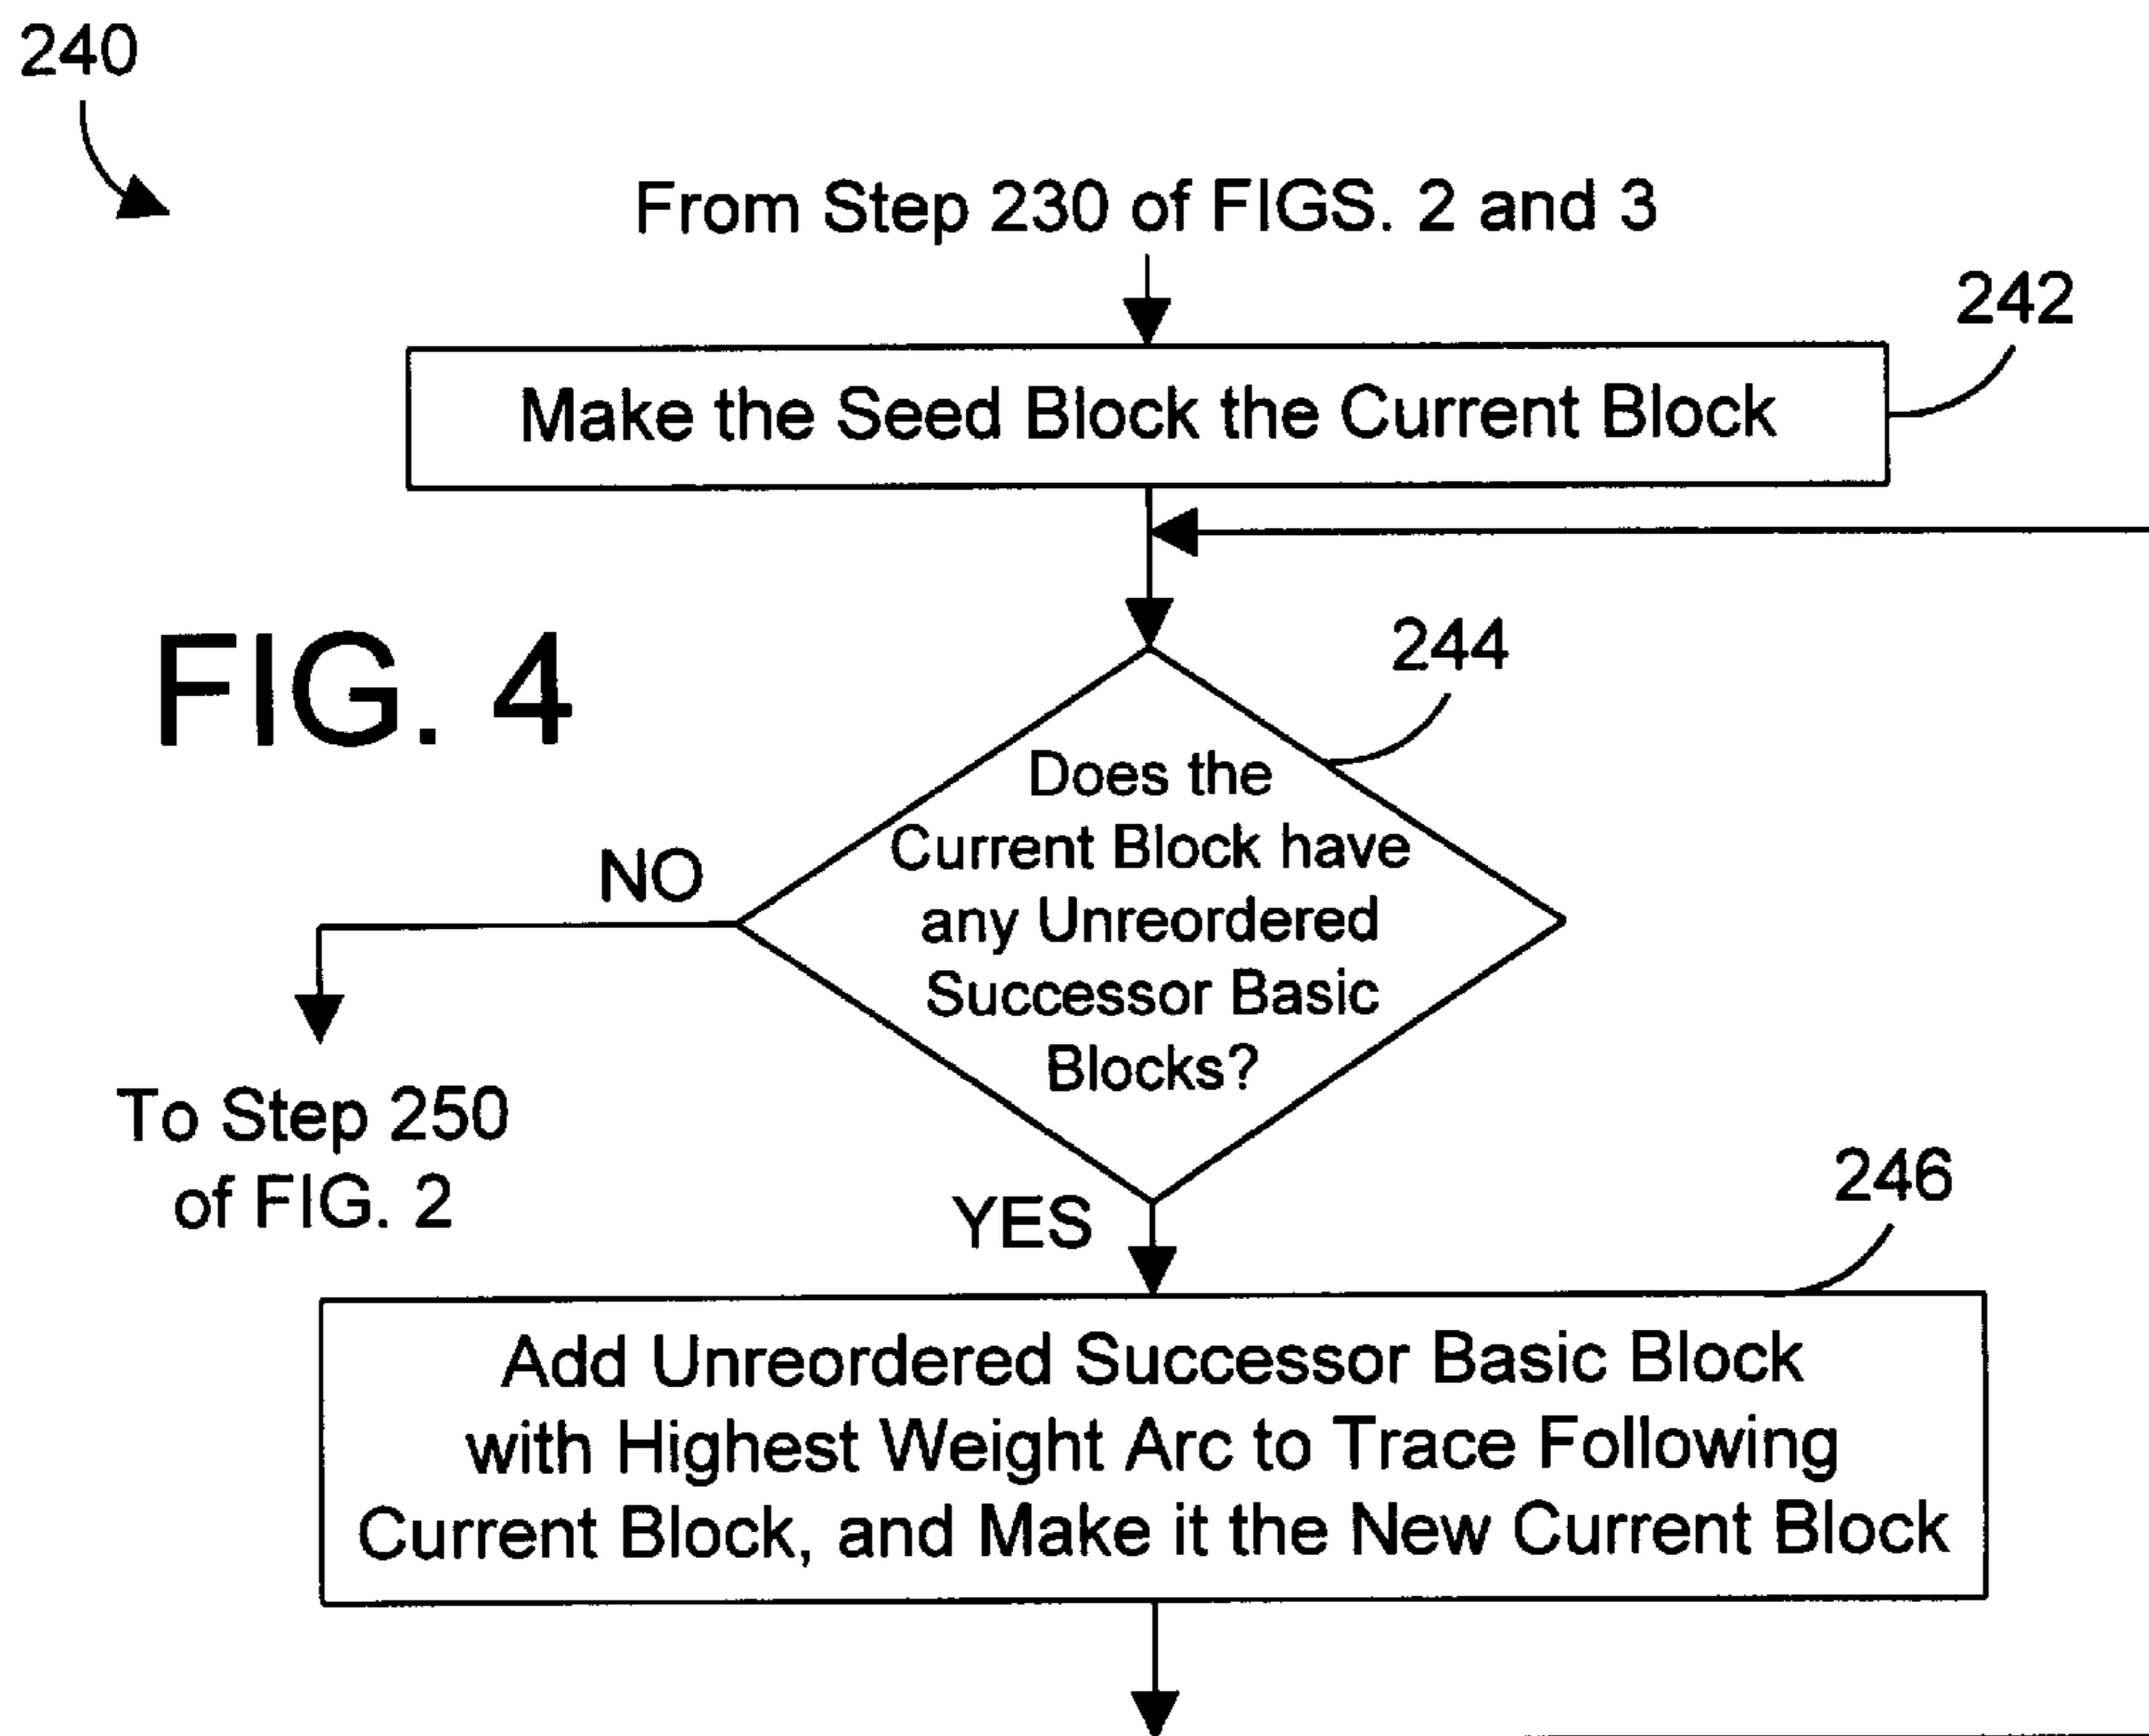 240
From Step 230 of FIGS. 2 and 3
242
Make the Seed Block the Current Block
FIG. 4
244
Does the
Current Block have
any Unreordered
Successor Basic
Blocks?
NO
To Step 250
of FIG. 2
YES
246
Add Unreordered Successor Basic Block
with Highest Weight Arc to Trace Following
Current Block, and Make it the New Current Block